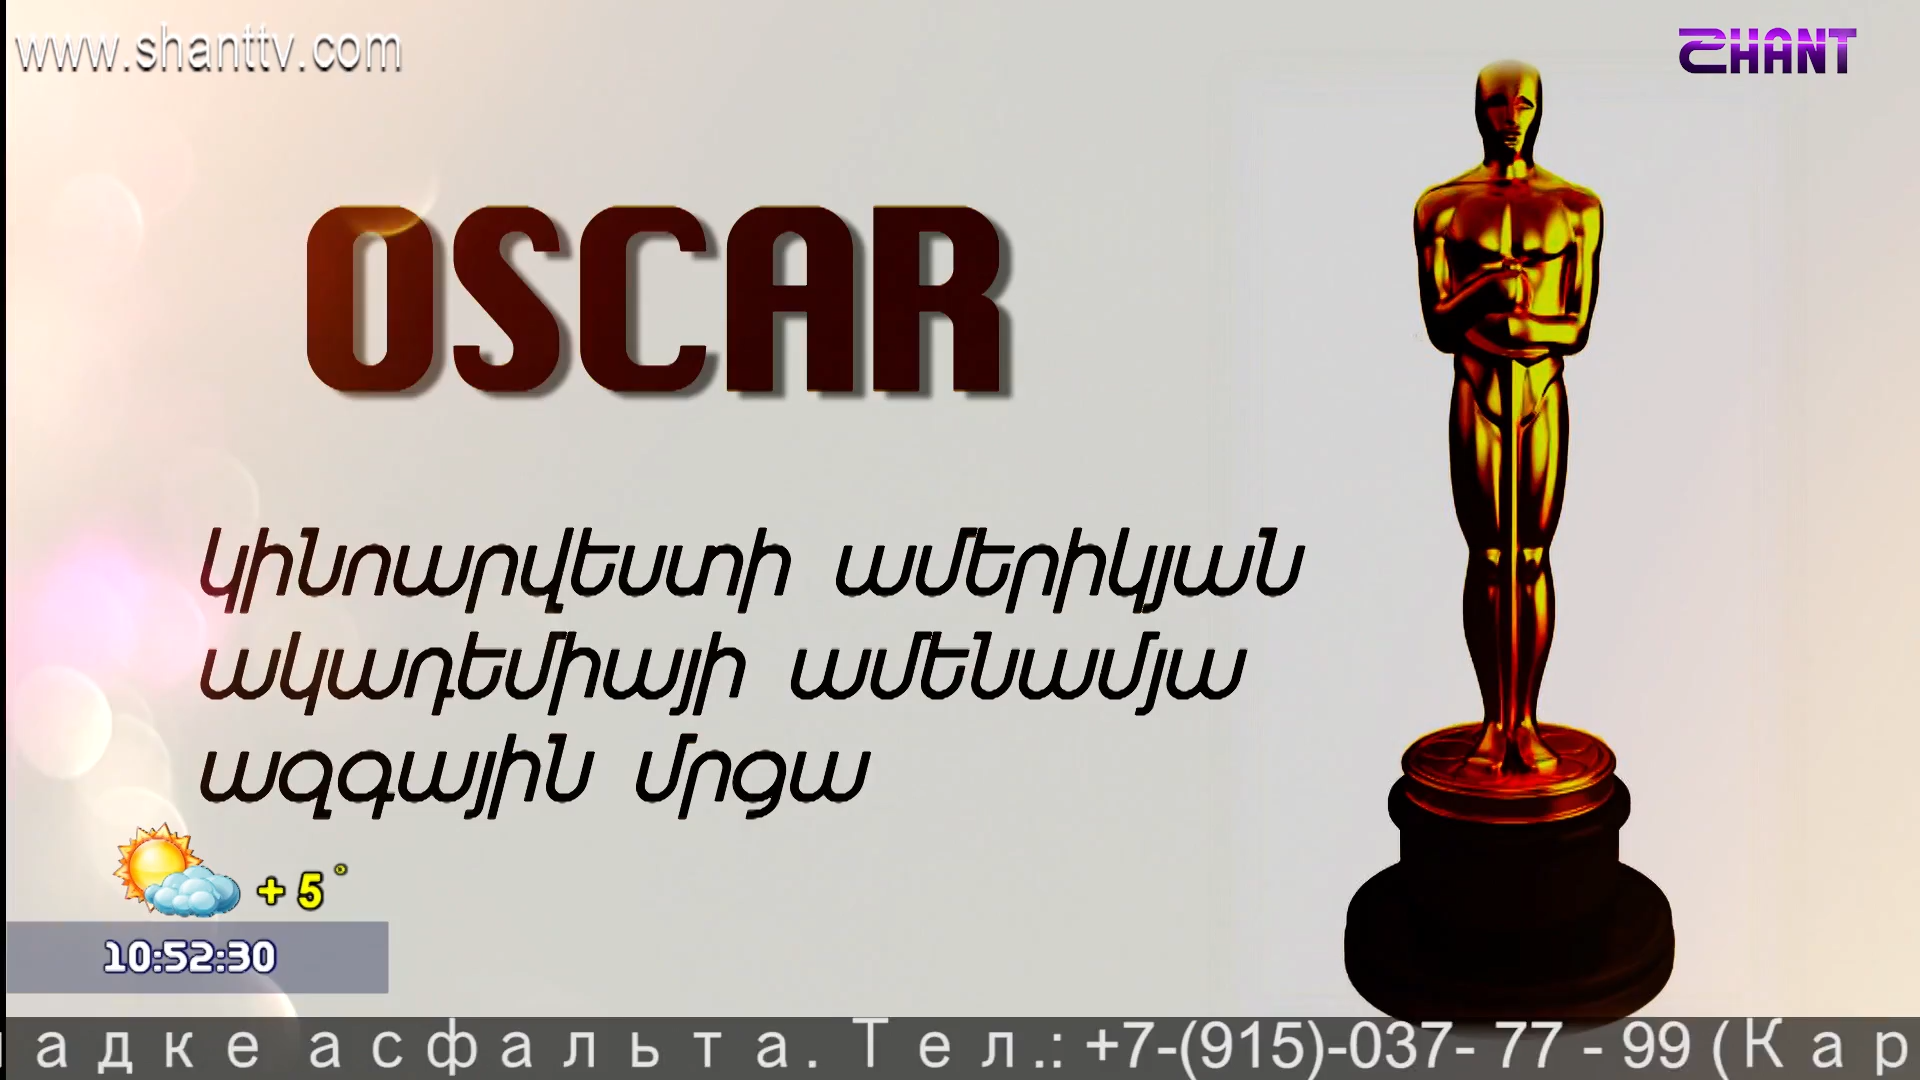 www.shanttv.com
SHANT
OSCAR
կինոարվեստի ամերիկյան
ակադեմիայի ամենամյա
ազգային մրցա
+ 5°
10:52:30
адке асфальта. Тел.: +7-(915)-037- 77 - 99 (Кар